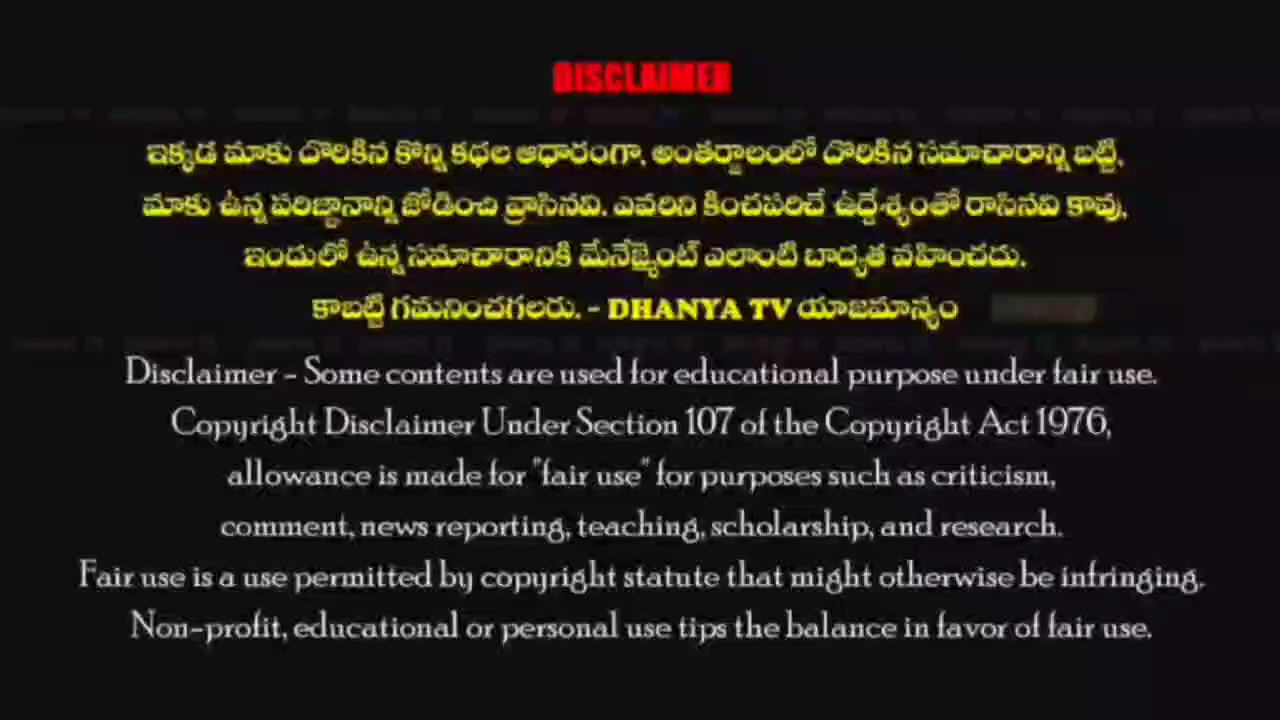 DISCLAIMER
ఇక్కడ మాకు దొరికిన కొన్ని కథల ఆధారంగా, అంతర్జాలంలో దొరికిన సమాచారాన్ని బట్టి,
మాకు ఉన్న పరిజ్ఞానాన్ని జోడించి వ్రాసినవి. ఎవరిని కించపరిచే ఉద్దేశ్యంతో రాసినవి కావు,
ఇందులో ఉన్న సమాచారానికి మేనేజ్మెంట్ ఎలాంటి బాధ్యత వహించదు.
కాబట్టి గమనించగలరు. - DHANYA TV యాజమాన్యం
Disclaimer - Some contents are used for educational purpose under fair use.
Copyright Disclaimer Under Section 107 of the Copyright Act 1976,
allowance is made for "fair use" for purposes such as criticism,
comment, news reporting, teaching, scholarship, and research.
Fair use is a use permitted by copyright statute that might otherwise be infringing.
Non-profit, educational or personal use tips the balance in favor of fair use.